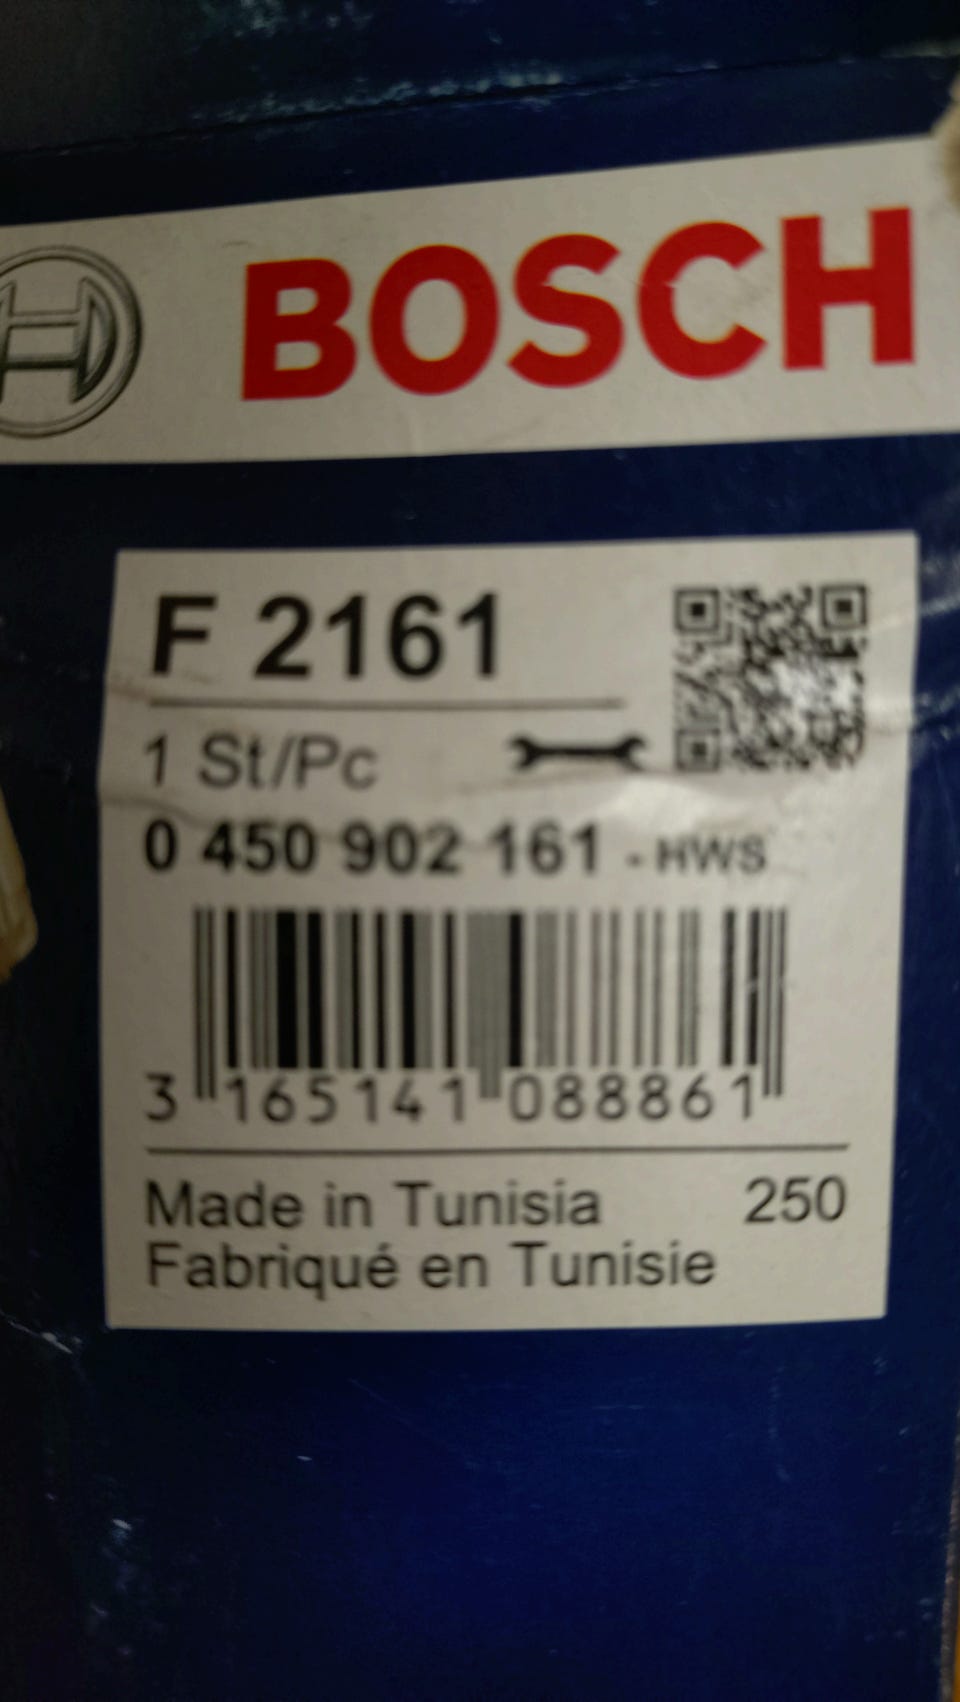 BOSCH
F 2161
1 St/Pc
0 450 902 161 - HWS
3 165141 088861
Made in Tunisia 250
Fabriqué en Tunisie